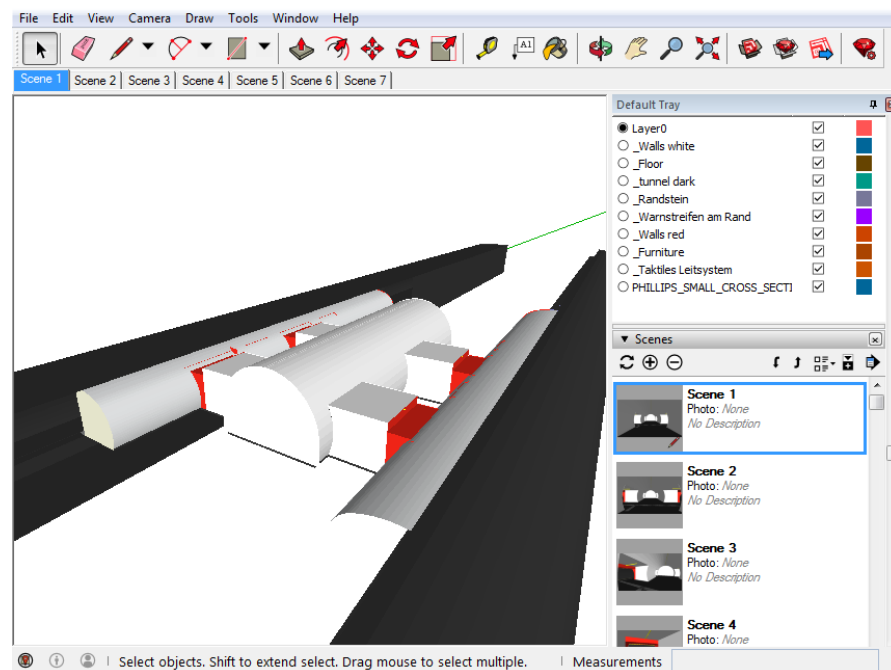 File Edit View Camera Draw Tools Window Help
A1
Scene 1 Scene 2 Scene 3 Scene 4 Scene 5 Scene 6 Scene 7
Default Tray
Layer0
_Walls white
_Floor
_tunnel dark
_Randstein
_Warnstreifen am Rand
_Walls red
_Furniture
_Taktiles Leitsystem
PHILLIPS_SMALL_CROSS_SECTI
Scenes
Scene 1
Photo: None
No Description
Scene 2
Photo: None
No Description
Scene 3
Photo: None
No Description
Scene 4
Photo: None
Select objects. Shift to extend select. Drag mouse to select multiple.
Measurements